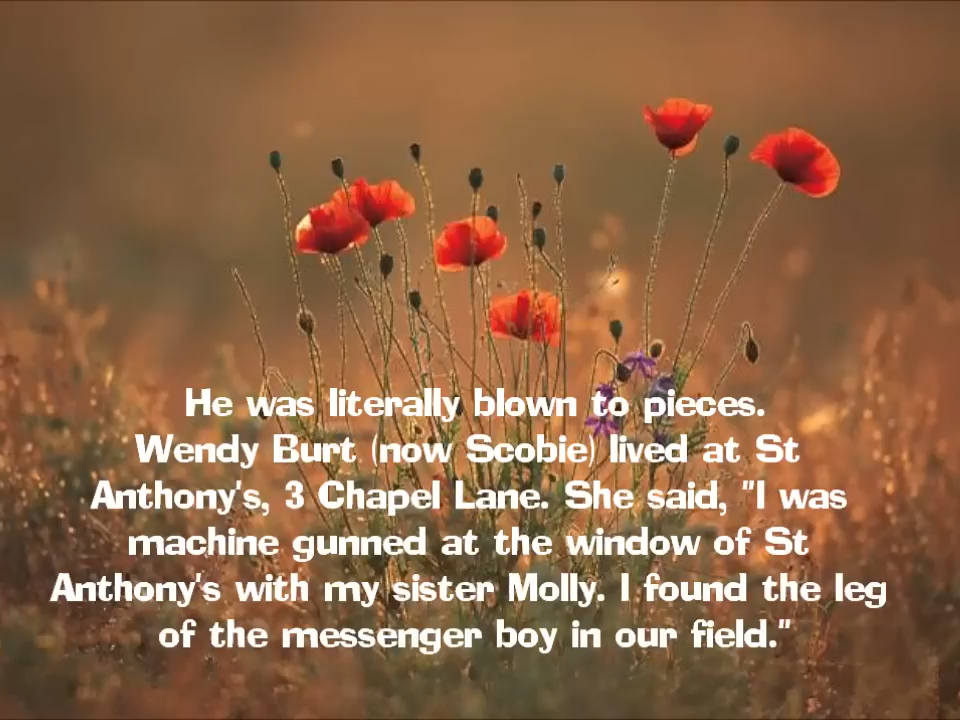 He was literally blown to pieces.
Wendy Burt (now Scobie) lived at St
Anthony's, 3 Chapel Lane. She said, "I was
machine gunned at the window of St
Anthony's with my sister Molly. I found the leg
of the messenger boy in our field."